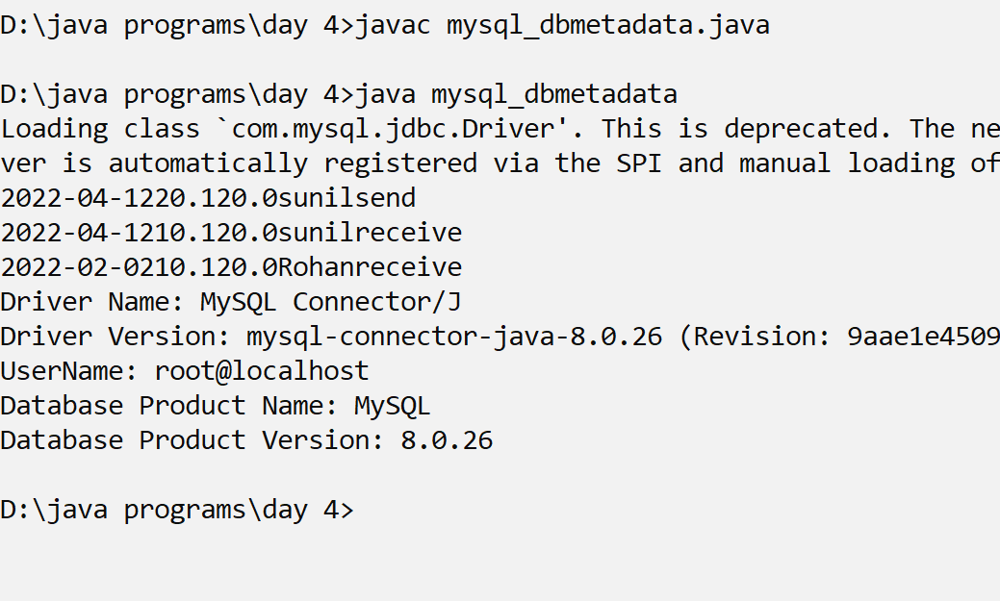 D:\java programs\day 4>javac mysql_dbmetadata.java
D:\java programs\day 4>java mysql_dbmetadata
Loading class `com.mysql.jdbc.Driver'. This is deprecated. The ne
ver is automatically registered via the SPI and manual loading of
2022-04-1220.120.0sunilsend
2022-04-1210.120.0sunilreceive
2022-02-0210.120.0Rohanreceive
Driver Name: MySQL Connector/J
Driver Version: mysql-connector-java-8.0.26 (Revision: 9aae1e4509
UserName: root@localhost
Database Product Name: MySQL
Database Product Version: 8.0.26
D:\java programs\day 4>